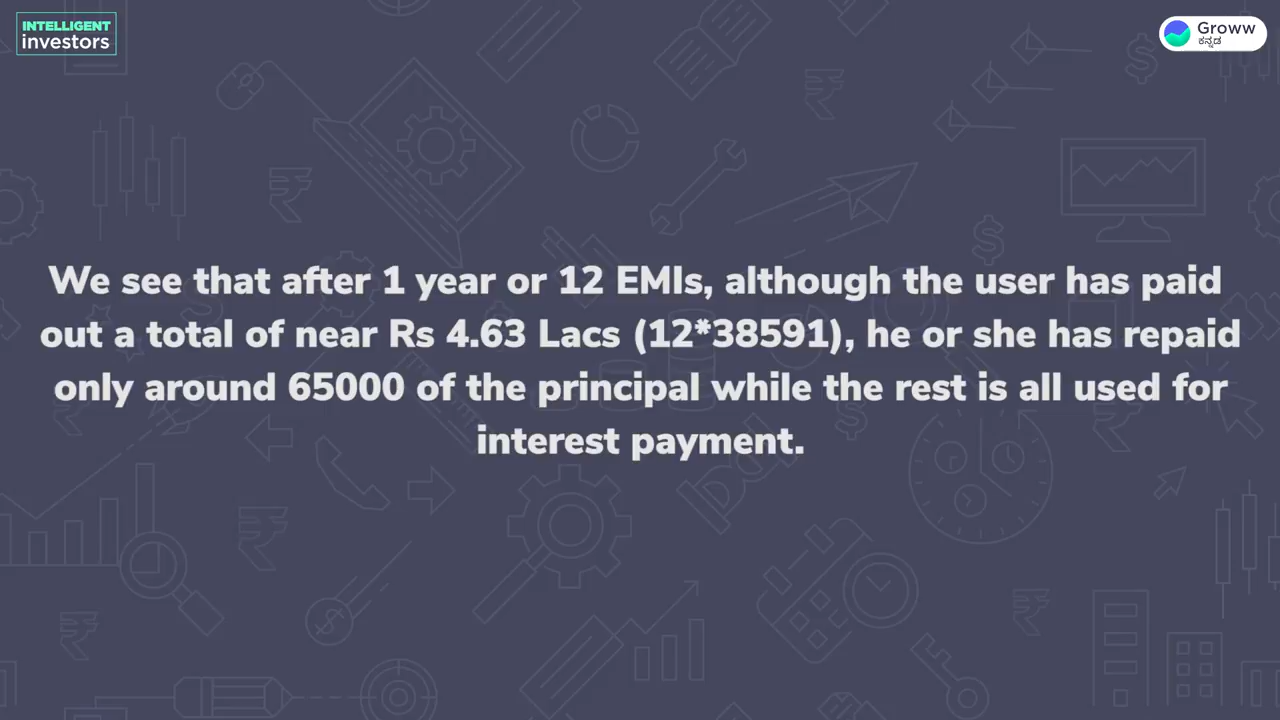 INTELLIGENT
investors
Groww
ಕನ್ನಡ
We see that after 1 year or 12 EMIs, although the user has paid
out a total of near Rs 4.63 Lacs (12*38591), he or she has repaid
only around 65000 of the principal while the rest is all used for
interest payment.